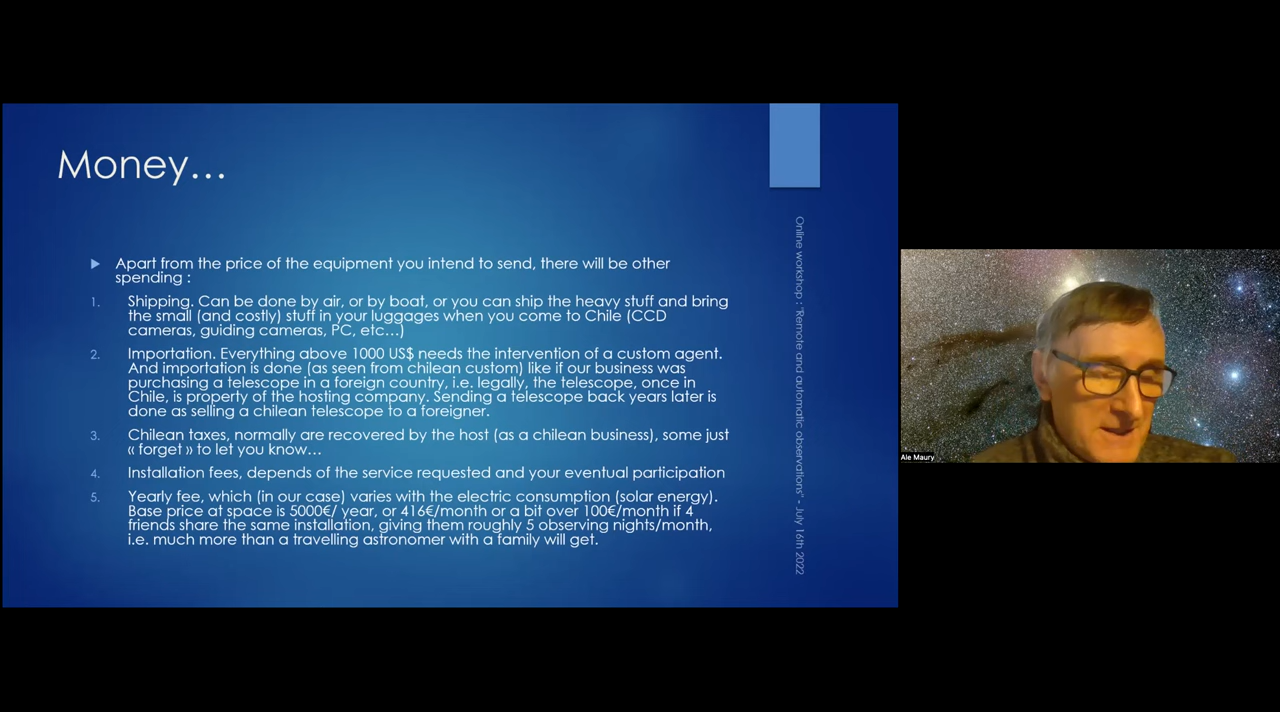 Money…
Apart from the price of the equipment you intend to send, there will be other
spending :
1. Shipping. Can be done by air, or by boat, or you can ship the heavy stuff and bring
the small (and costly) stuff in your luggages when you come to Chile (CCD
cameras, guiding cameras, PC, etc…)
2. Importation. Everything above 1000 US$ needs the intervention of a custom agent.
And importation is done (as seen from chilean custom) like if our business was
purchasing a telescope in a foreign country, i.e. legally, the telescope, once in
Chile, is property of the hosting company. Sending a telescope back years later is
done as selling a chilean telescope to a foreigner.
3. Chilean taxes, normally are recovered by the host (as a chilean business), some just
« forget » to let you know…
4. Installation fees, depends of the service requested and your eventual participation
5. Yearly fee, which (in our case) varies with the electric consumption (solar energy).
Base price at space is 5000€/ year, or 416€/month or a bit over 100€/month if 4
friends share the same installation, giving them roughly 5 observing nights/month,
i.e. much more than a travelling astronomer with a family will get.
Online workshop : "Remote and automatic observations" - July 16th 2022
Ale Maury